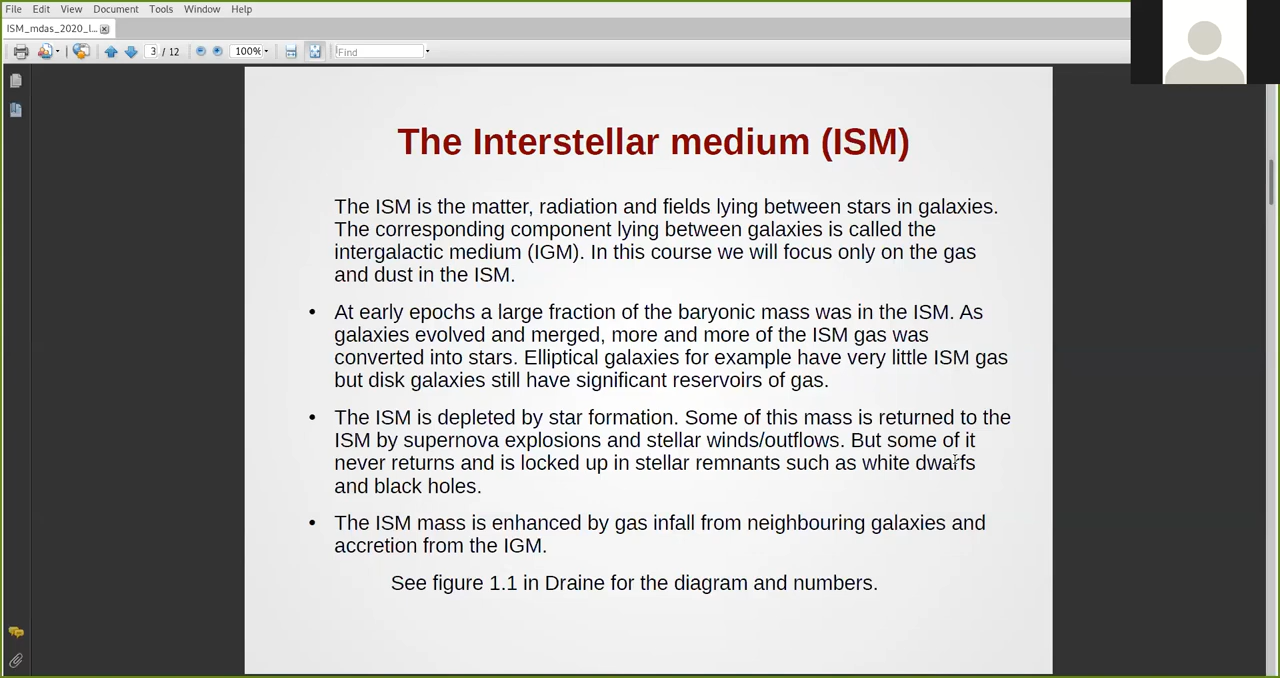 File Edit View Document Tools Window Help
ISM_mdas_2020_l...
3 / 12 100% Find
The Interstellar medium (ISM)
The ISM is the matter, radiation and fields lying between stars in galaxies.
The corresponding component lying between galaxies is called the
intergalactic medium (IGM). In this course we will focus only on the gas
and dust in the ISM.
• At early epochs a large fraction of the baryonic mass was in the ISM. As
galaxies evolved and merged, more and more of the ISM gas was
converted into stars. Elliptical galaxies for example have very little ISM gas
but disk galaxies still have significant reservoirs of gas.
• The ISM is depleted by star formation. Some of this mass is returned to the
ISM by supernova explosions and stellar winds/outflows. But some of it
never returns and is locked up in stellar remnants such as white dwarfs
and black holes.
• The ISM mass is enhanced by gas infall from neighbouring galaxies and
accretion from the IGM.
See figure 1.1 in Draine for the diagram and numbers.